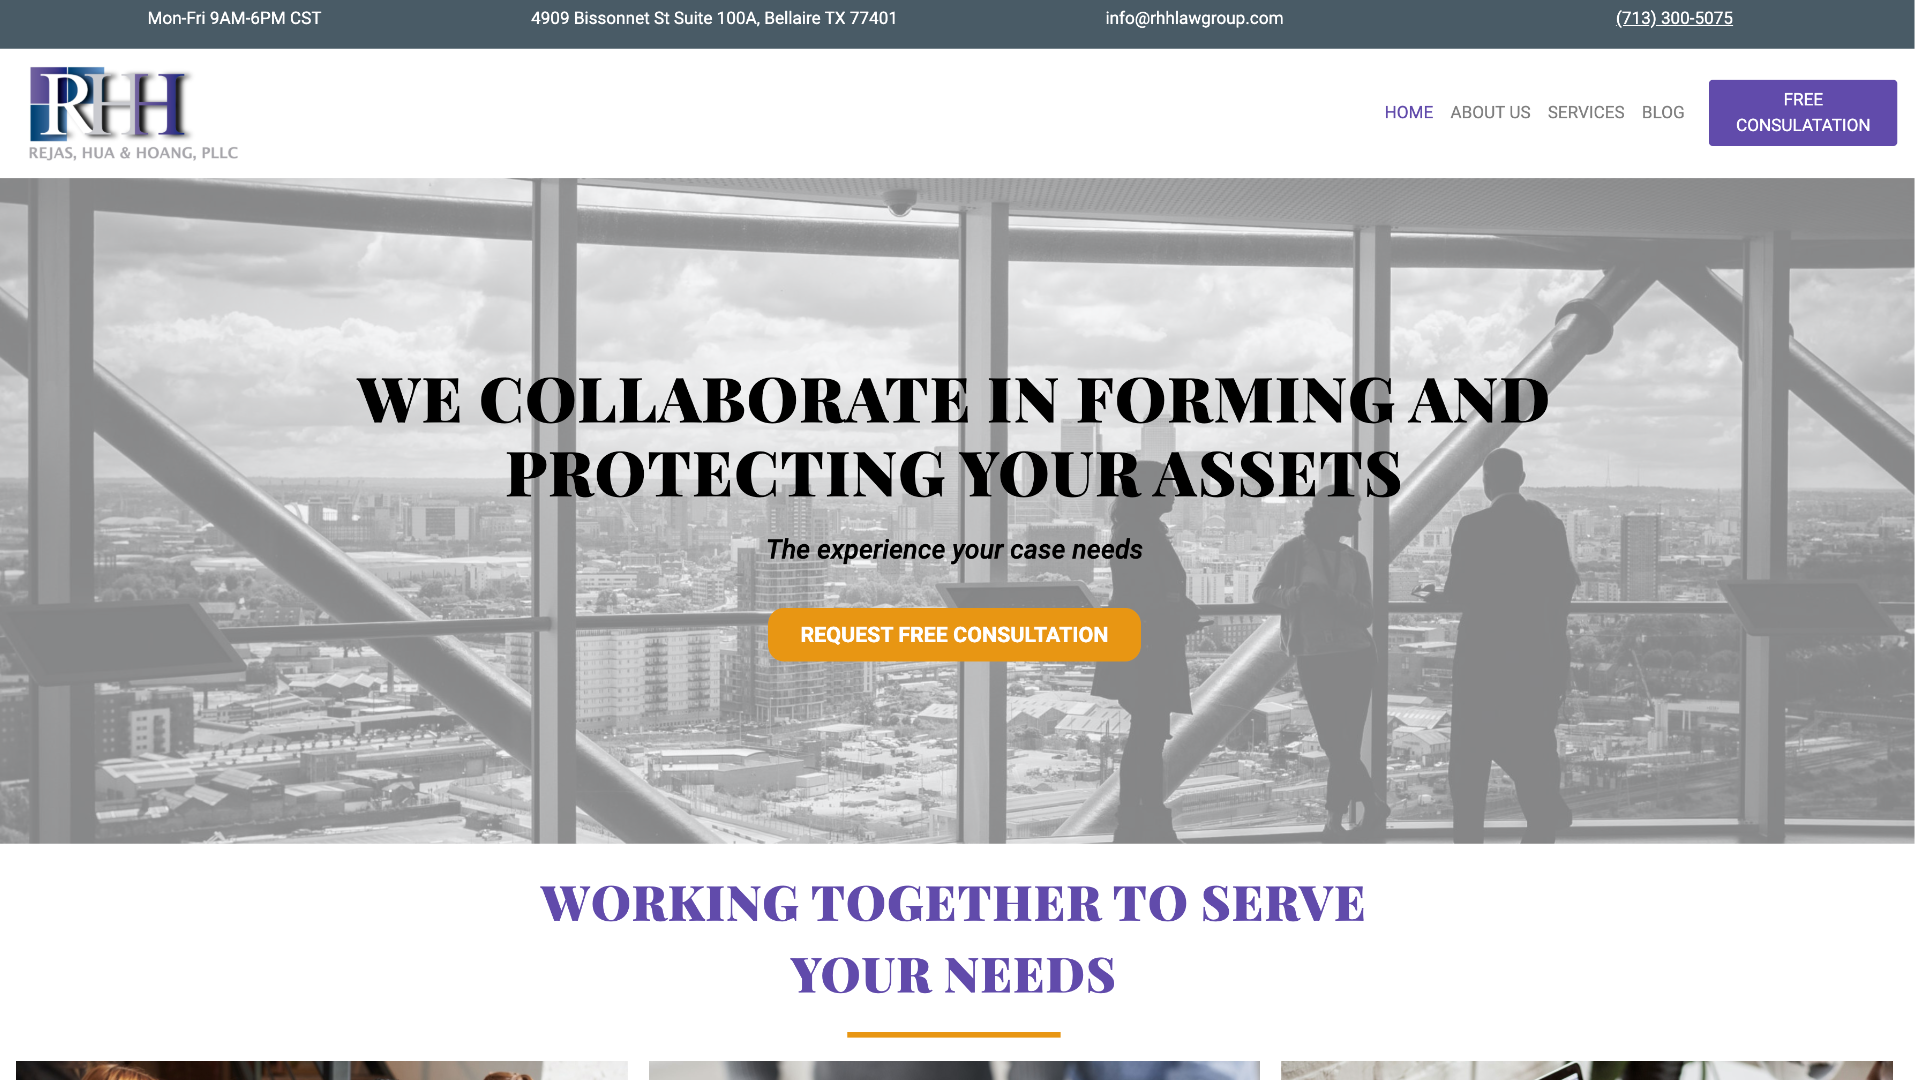 Mon-Fri 9AM-6PM CST
4909 Bissonnet St Suite 100A, Bellaire TX 77401
info@rhhlawgroup.com
(713) 300-5075
RHH
REJAS, HUA & HOANG, PLLC
HOME
ABOUT US
SERVICES
BLOG
FREE
CONSULATATION
WE COLLABORATE IN FORMING AND
PROTECTING YOUR ASSETS
The experience your case needs
REQUEST FREE CONSULTATION
WORKING TOGETHER TO SERVE
YOUR NEEDS